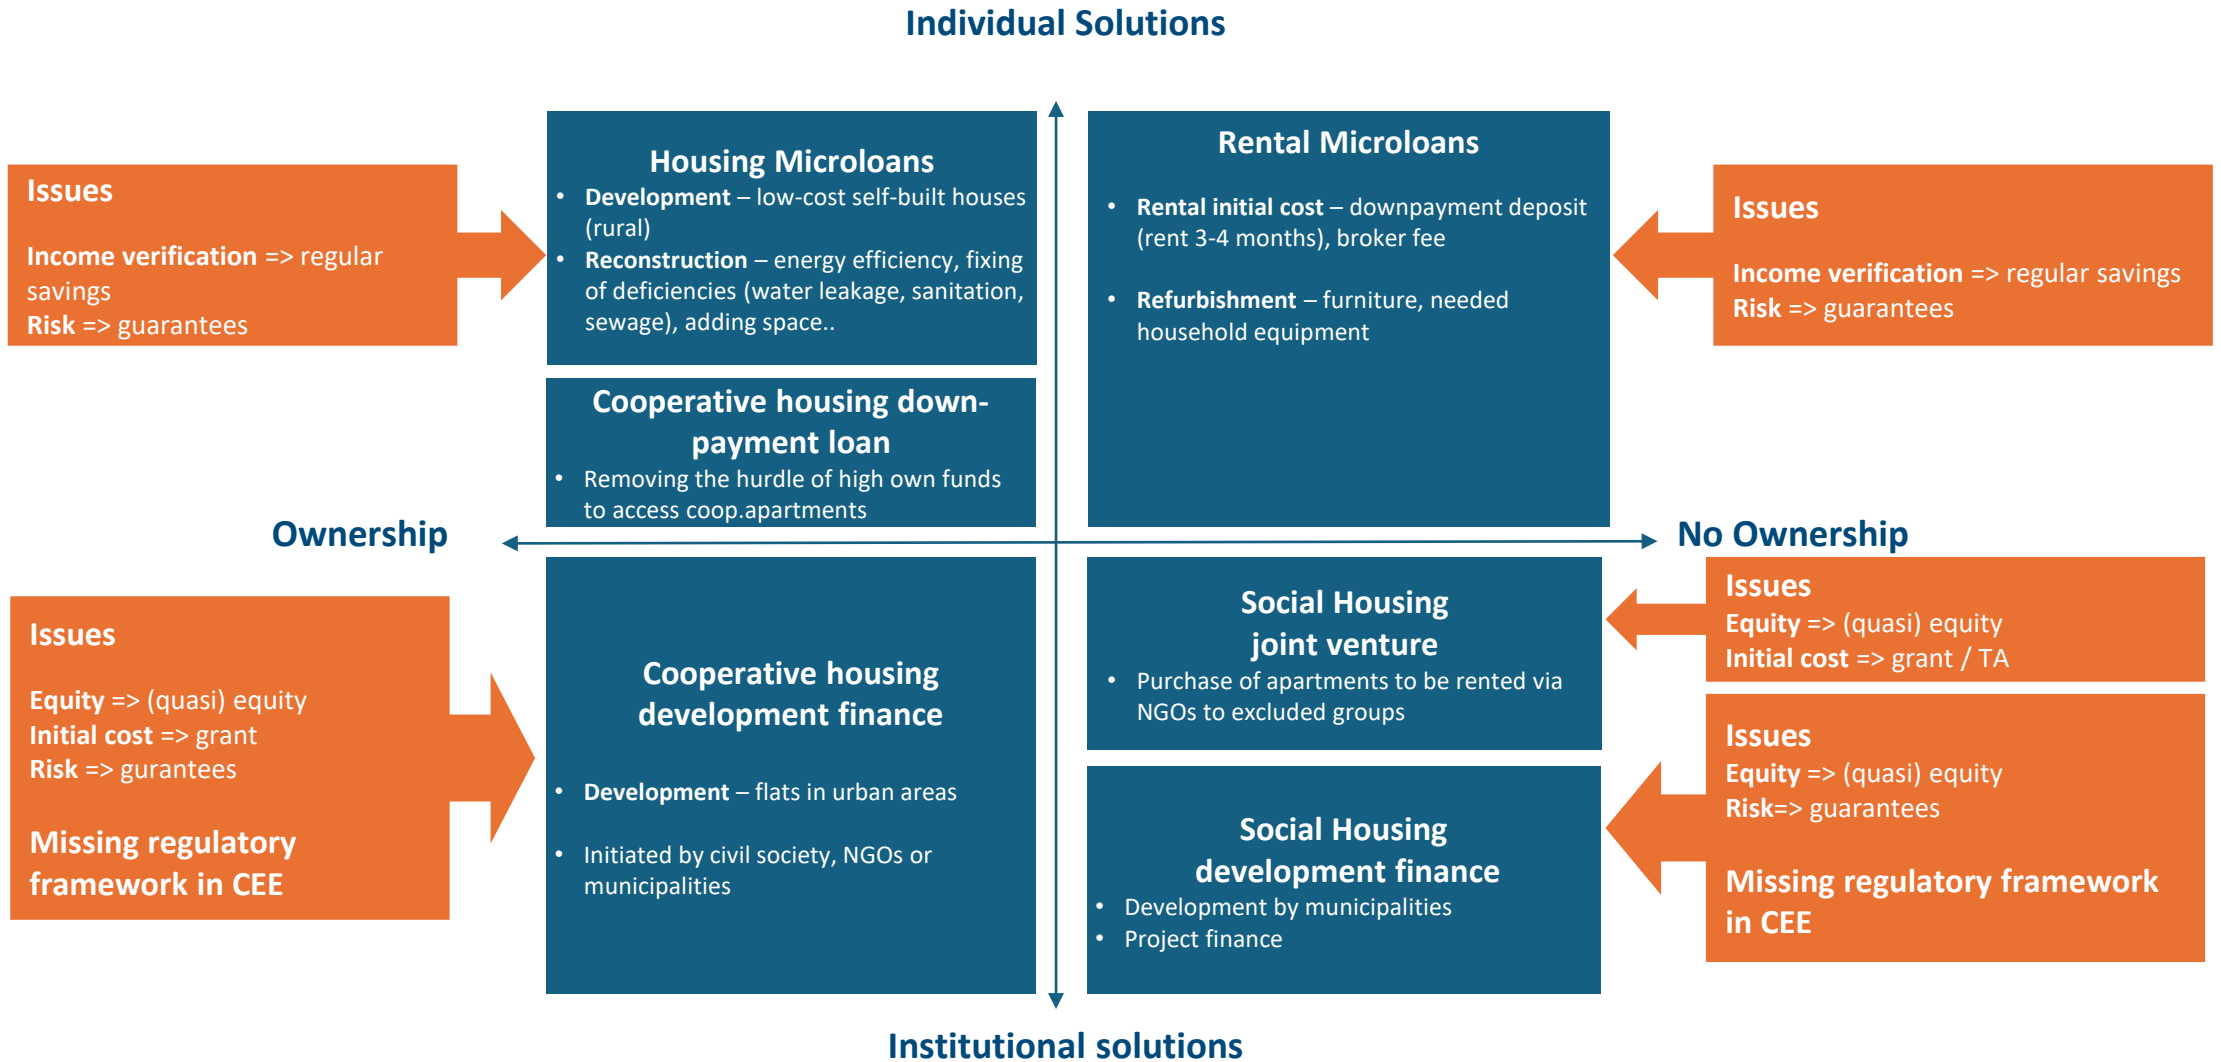 Individual Solutions
Issues
Income verification => regular
savings
Risk => guarantees
Housing Microloans
• Development – low-cost self-built houses
(rural)
• Reconstruction – energy efficiency, fixing
of deficiencies (water leakage, sanitation,
sewage), adding space..
Rental Microloans
• Rental initial cost – downpayment deposit
(rent 3-4 months), broker fee
• Refurbishment – furniture, needed
household equipment
Issues
Income verification => regular savings
Risk => guarantees
Cooperative housing down-
payment loan
• Removing the hurdle of high own funds
to access coop.apartments
Ownership
No Ownership
Issues
Equity => (quasi) equity
Initial cost => grant
Risk => gurantees
Missing regulatory
framework in CEE
Cooperative housing
development finance
• Development – flats in urban areas
• Initiated by civil society, NGOs or
municipalities
Social Housing
joint venture
• Purchase of apartments to be rented via
NGOs to excluded groups
Issues
Equity => (quasi) equity
Initial cost => grant / TA
Social Housing
development finance
• Development by municipalities
• Project finance
Issues
Equity => (quasi) equity
Risk=> guarantees
Missing regulatory framework
in CEE
Institutional solutions